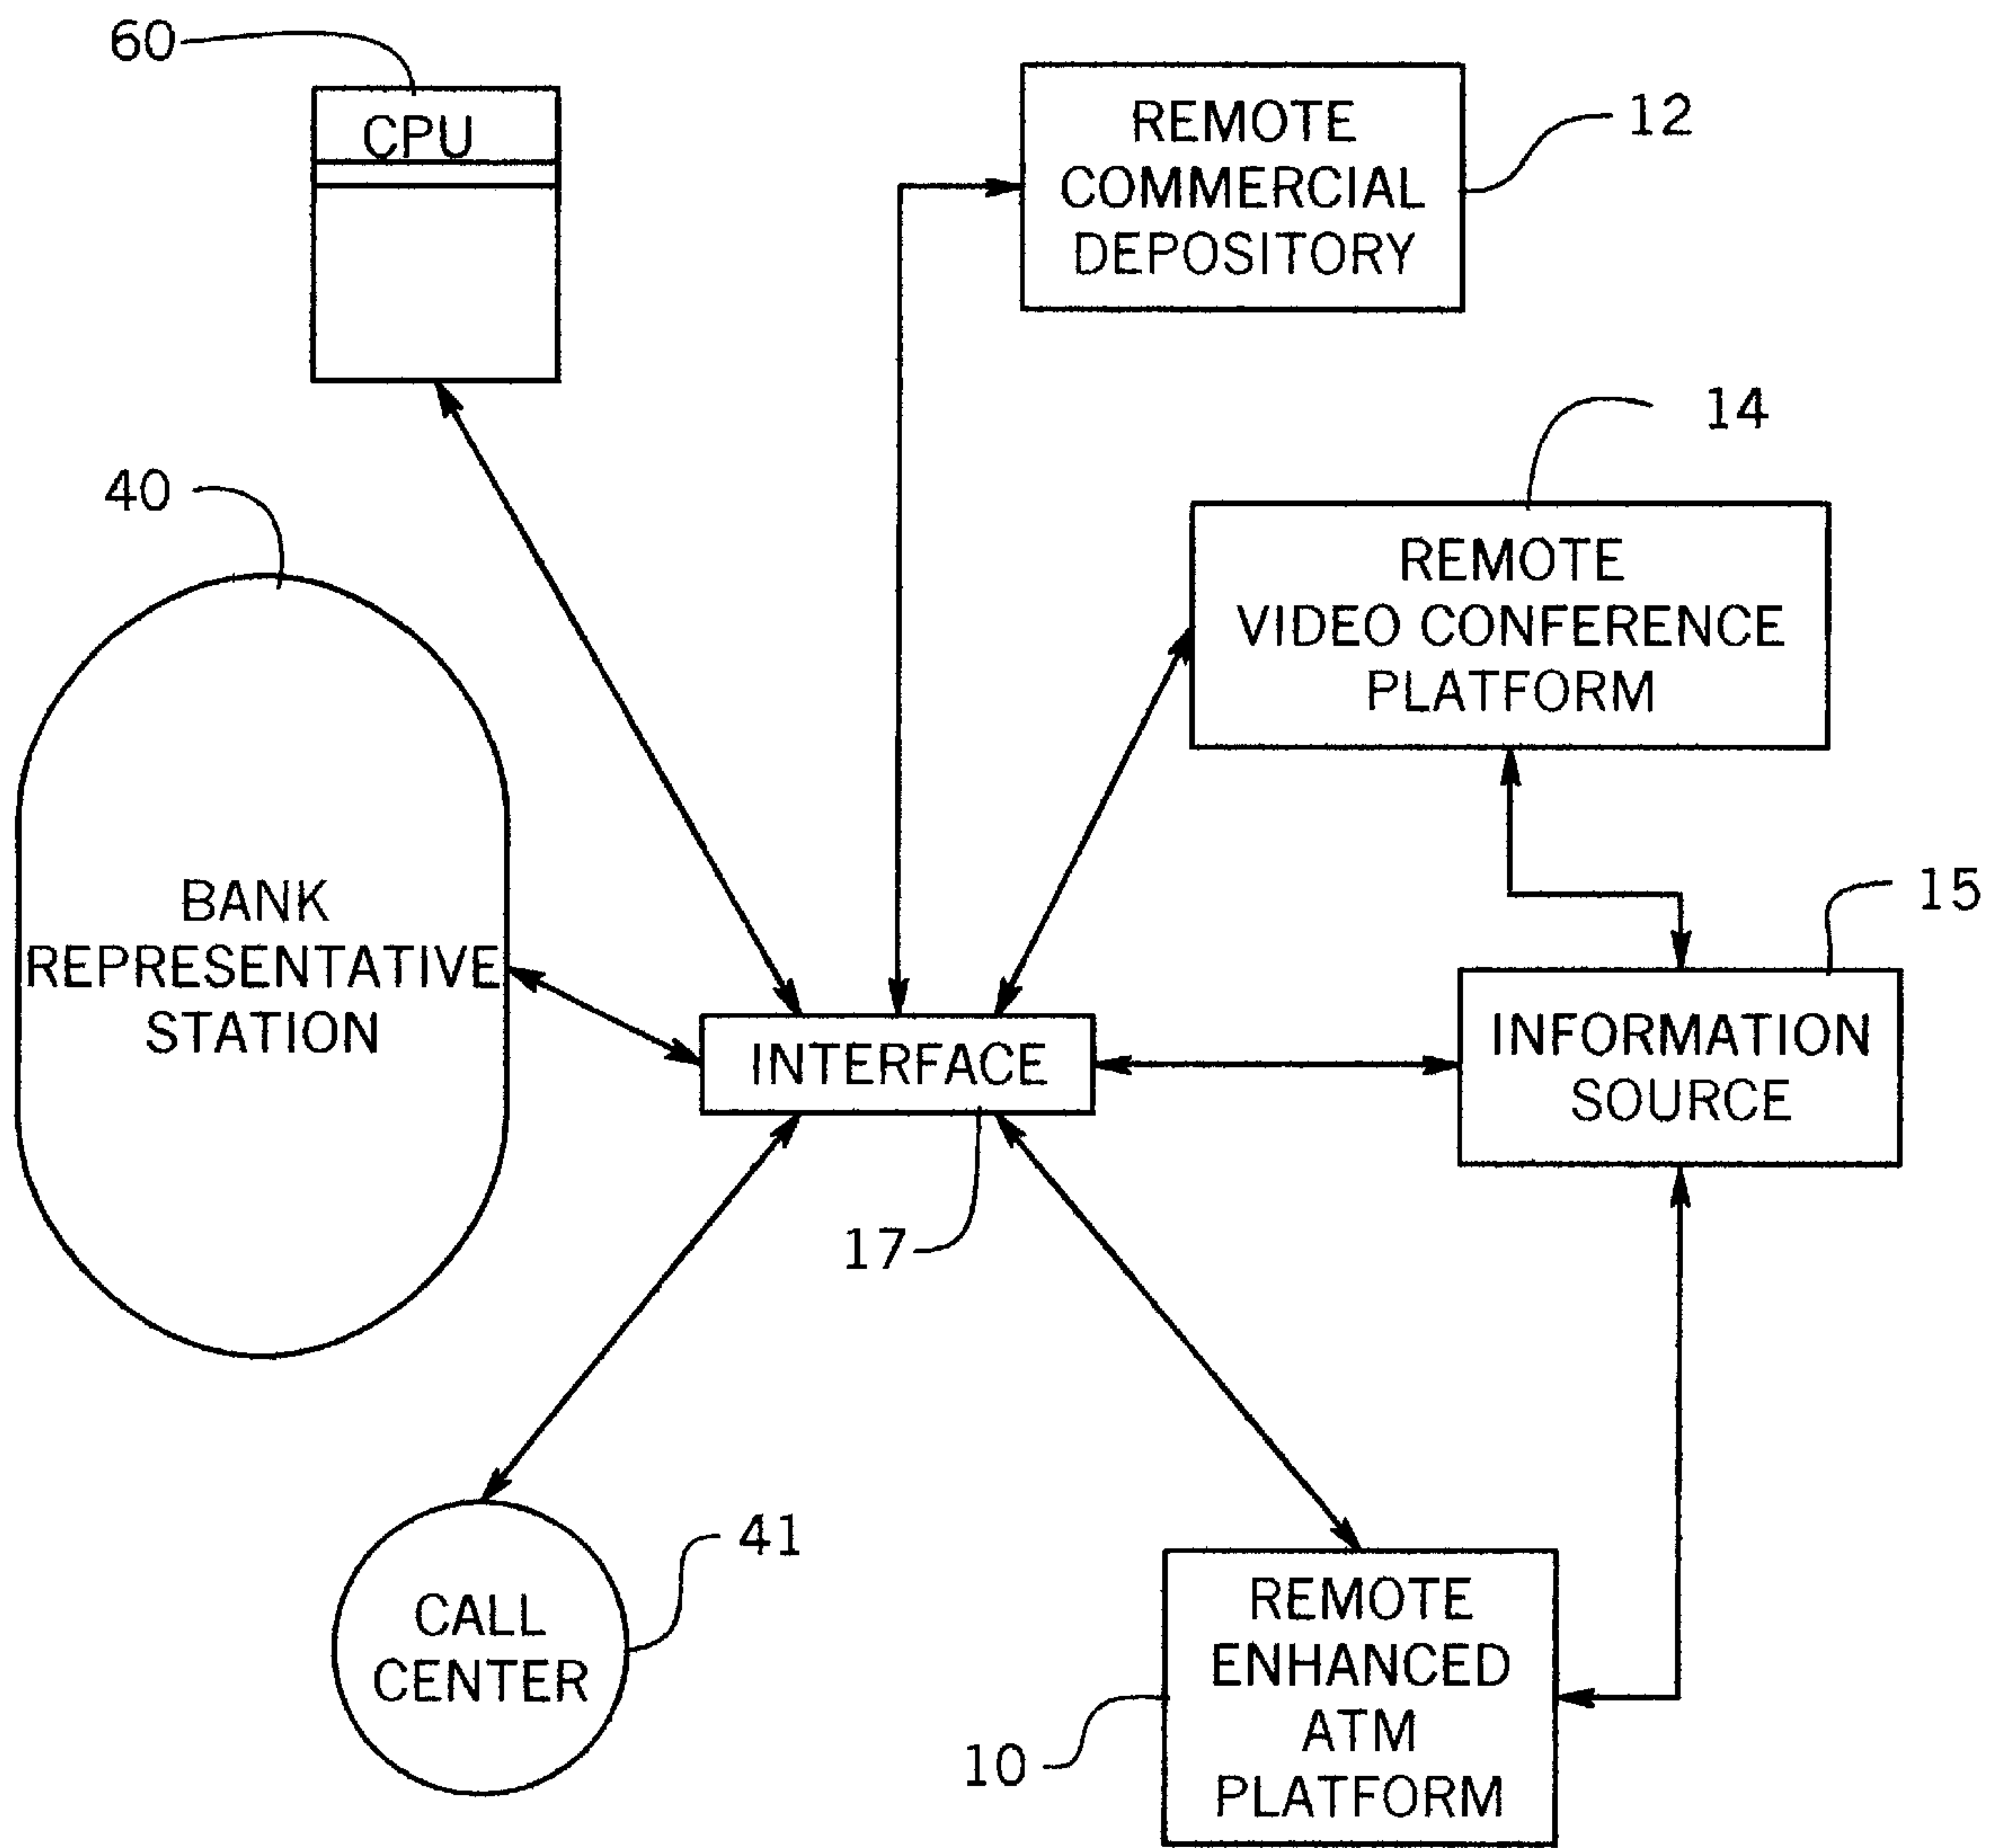 60
CPU
REMOTE
COMMERCIAL
DEPOSITORY
12
14
REMOTE
VIDEO CONFERENCE
PLATFORM
40
BANK
REPRESENTATIVE
STATION
15
INFORMATION
SOURCE
INTERFACE
17
41
CALL
CENTER
REMOTE
ENHANCED
ATM
PLATFORM
10